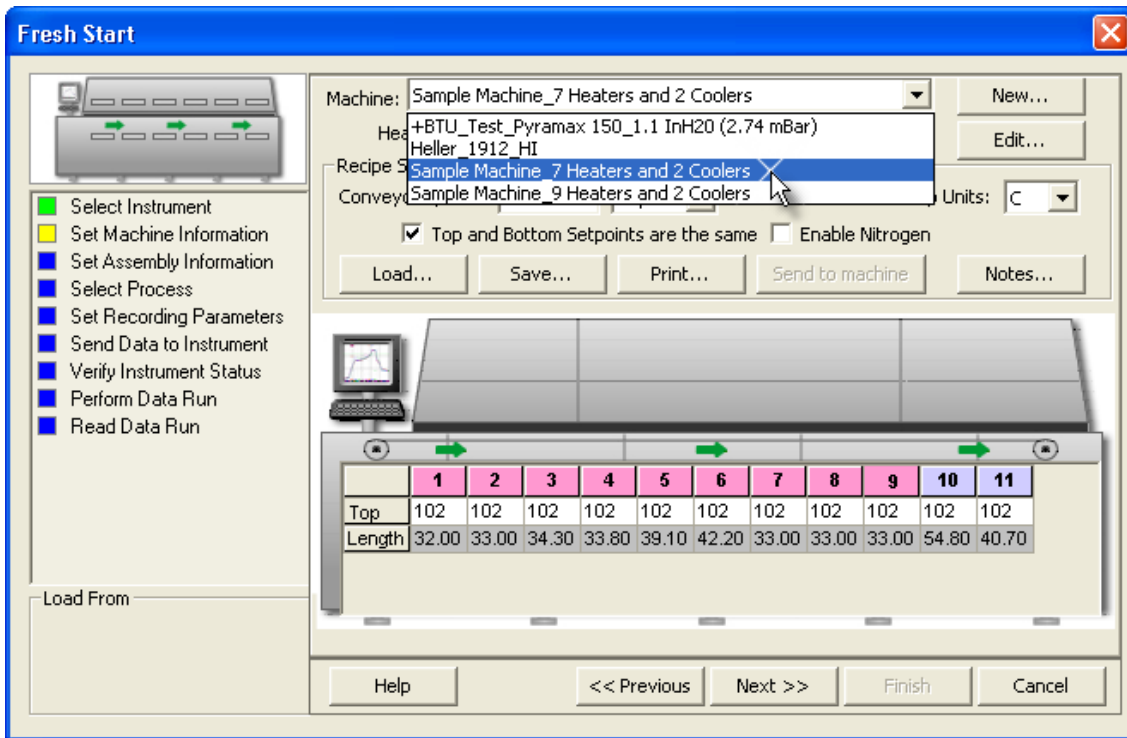 Fresh Start
Machine: Sample Machine_7 Heaters and 2 Coolers New...
+BTU_Test_Pyramax 150_1.1 InH20 (2.74 mBar)
Heller_1912_HI
Sample Machine_7 Heaters and 2 Coolers
Sample Machine_9 Heaters and 2 Coolers
Edit...
Units: C
Top and Bottom Setpoints are the same Enable Nitrogen
Load... Save... Print... Send to machine Notes...
Select Instrument
Set Machine Information
Set Assembly Information
Select Process
Set Recording Parameters
Send Data to Instrument
Verify Instrument Status
Perform Data Run
Read Data Run
1 2 3 4 5 6 7 8 9 10 11
Top 102 102 102 102 102 102 102 102 102 102 102
Length 32.00 33.00 34.30 33.80 39.10 42.20 33.00 33.00 33.00 54.80 40.70
Load From
Help << Previous Next >> Finish Cancel